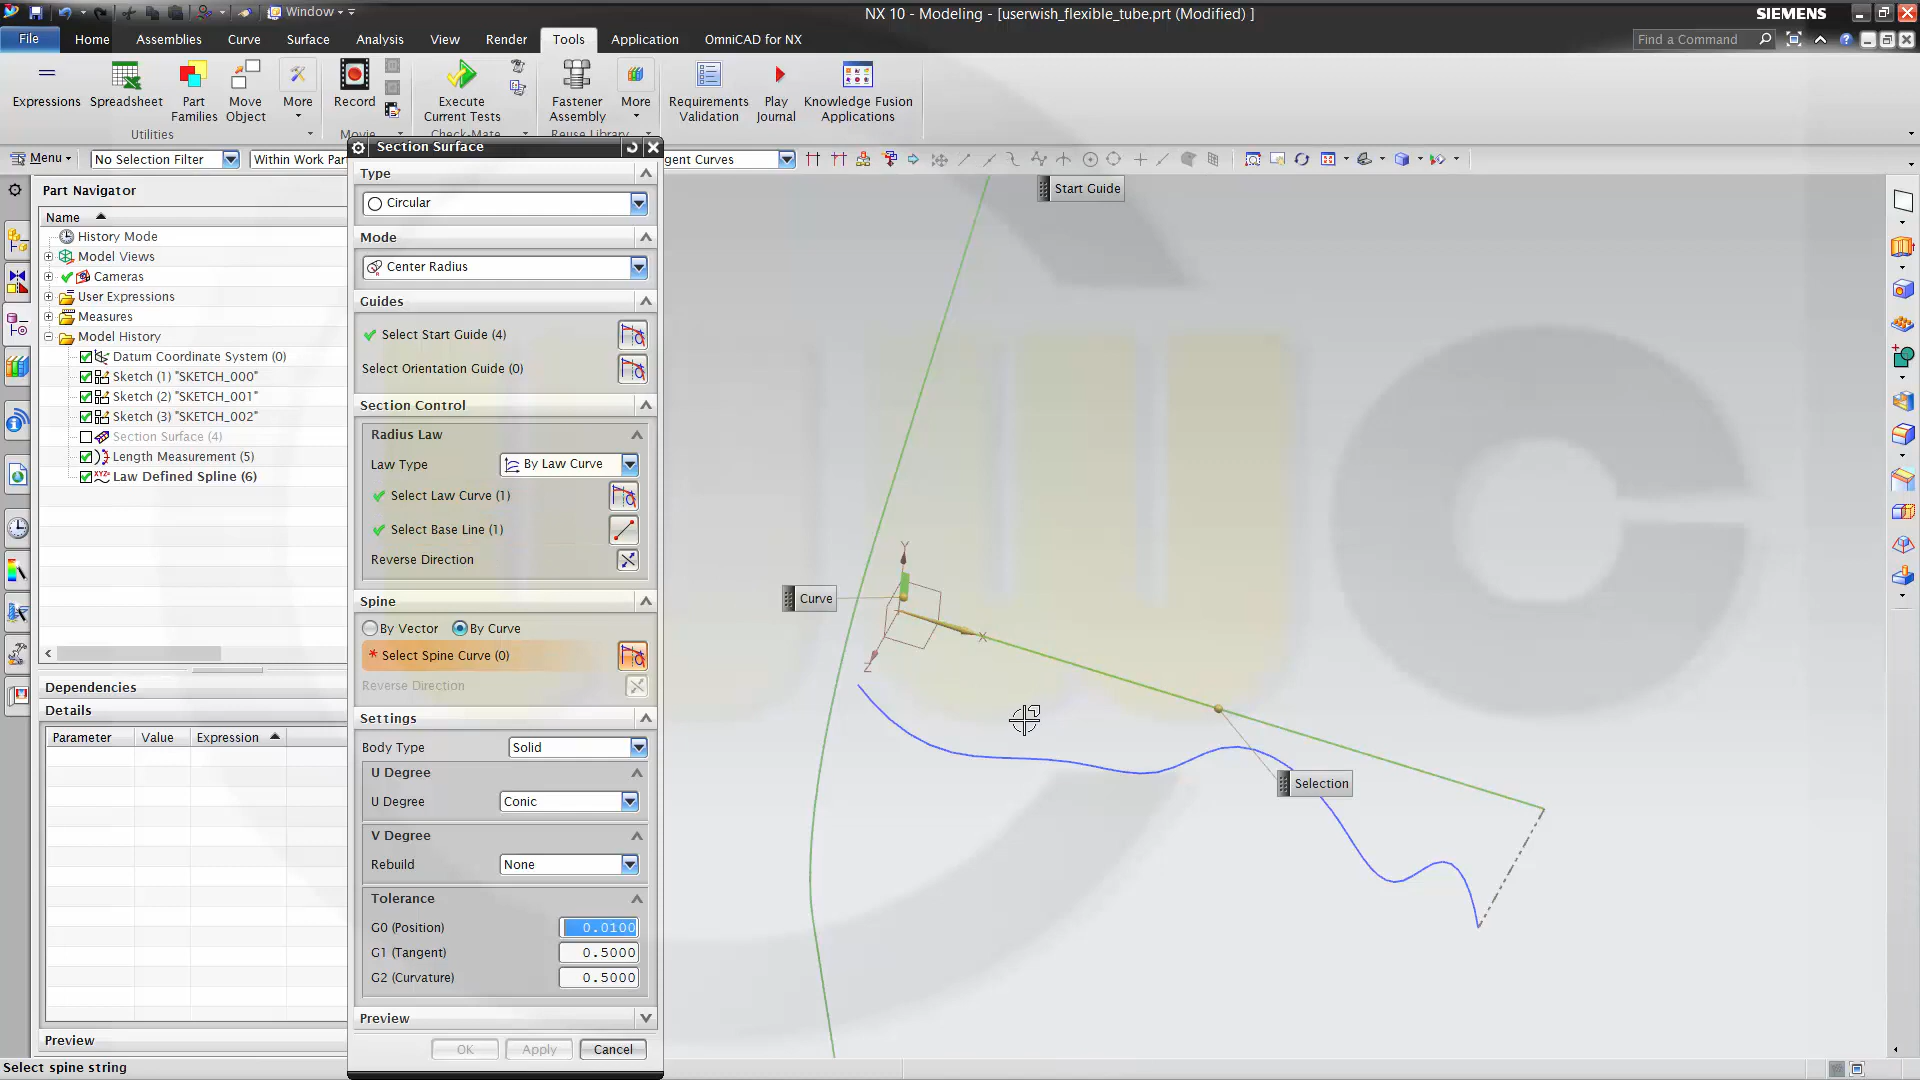 Window
NX 10 - Modeling - [userwish_flexible_tube.prt (Modified) ]
SIEMENS
File
Home
Assemblies
Curve
Surface
Analysis
View
Render
Tools
Application
OmniCAD for NX
Find a Command
Expressions
Spreadsheet
Part Families
Move Object
More
Record
Execute Current Tests
Fastener Assembly
More
Requirements Validation
Play Journal
Knowledge Fusion Applications
Utilities
Movie
Check-Mate
Reuse Library
Menu
No Selection Filter
Within Work Par
gent Curves
Part Navigator
Name
History Mode
Model Views
Cameras
User Expressions
Measures
Model History
Datum Coordinate System (0)
Sketch (1) "SKETCH_000"
Sketch (2) "SKETCH_001"
Sketch (3) "SKETCH_002"
Section Surface (4)
Length Measurement (5)
Law Defined Spline (6)
Dependencies
Details
Parameter
Value
Expression
Preview
Select spine string
Section Surface
Type
Circular
Mode
Center Radius
Guides
Select Start Guide (4)
Select Orientation Guide (0)
Section Control
Radius Law
Law Type
By Law Curve
Select Law Curve (1)
Select Base Line (1)
Reverse Direction
Spine
By Vector
By Curve
* Select Spine Curve (0)
Reverse Direction
Settings
Body Type
Solid
U Degree
U Degree
Conic
V Degree
Rebuild
None
Tolerance
G0 (Position)
0.0100
G1 (Tangent)
0.5000
G2 (Curvature)
0.5000
Preview
OK
Apply
Cancel
Start Guide
Curve
Selection
Y
X
Z